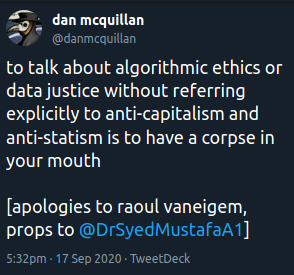 dan mcquillan
@danmcquillan
to talk about algorithmic ethics or
data justice without referring
explicitly to anti-capitalism and
anti-statism is to have a corpse in
your mouth
[apologies to raoul vaneigem,
props to @DrSyedMustafaA1]
5:32pm · 17 Sep 2020 · TweetDeck